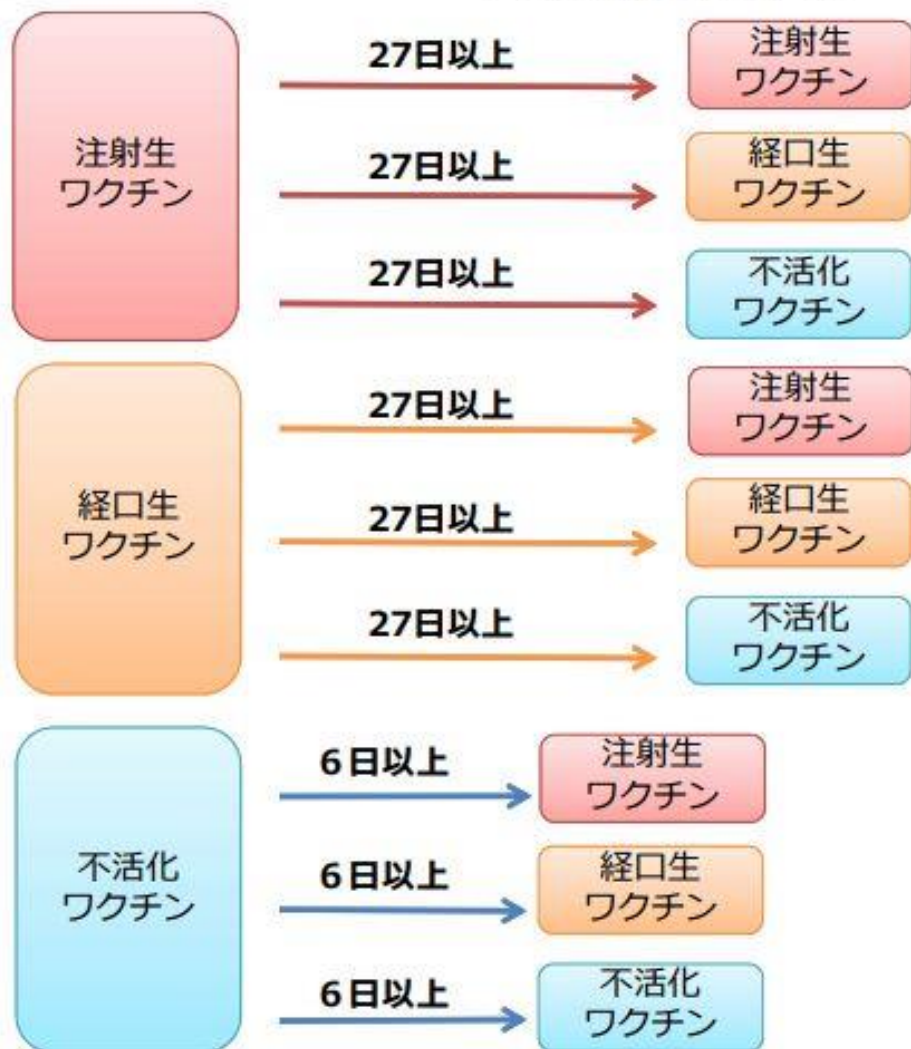 注射生
ワクチン
27日以上
注射生
ワクチン
27日以上
経口生
ワクチン
27日以上
不活化
ワクチン
経口生
ワクチン
27日以上
注射生
ワクチン
27日以上
経口生
ワクチン
27日以上
不活化
ワクチン
不活化
ワクチン
6日以上
注射生
ワクチン
6日以上
経口生
ワクチン
6日以上
不活化
ワクチン